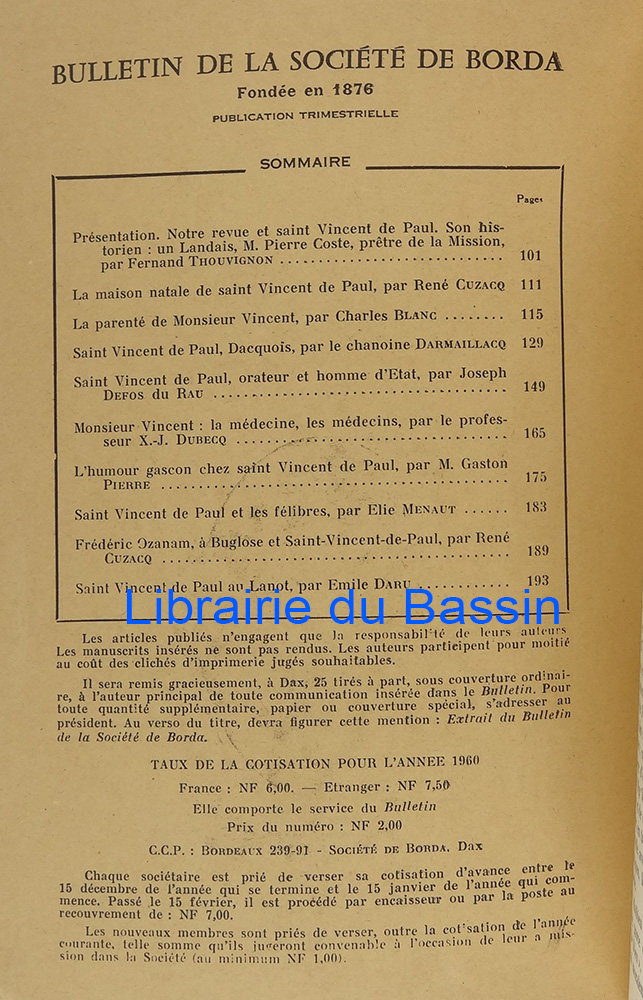 BULLETIN DE LA SOCIÉTÉ DE BORDA
Fondée en 1876
PUBLICATION TRIMESTRIELLE
SOMMAIRE
Pages
Présentation. Notre revue et saint Vincent de Paul. Son his-
torien : un Landais, M. Pierre Coste, prêtre de la Mission,
par Fernand THOUVIGNON ............................ 101
La maison natale de saint Vincent de Paul, par René CUZACQ 111
La parenté de Monsieur Vincent, par Charles BLANC ........ 115
Saint Vincent de Paul, Dacquois, par le chanoine DARMAILLACQ 129
Saint Vincent de Paul, orateur et homme d'Etat, par Joseph
DEFOS du RAU .................................... 149
Monsieur Vincent : la médecine, les médecins, par le profes-
seur X.-J. DUBECQ .................................. 165
L'humour gascon chez saint Vincent de Paul, par M. Gaston
PIERRE .......................................... 175
Saint Vincent de Paul et les félibres, par Elie MENAUT ...... 183
Frédéric Ozanam, à Buglose et Saint-Vincent-de-Paul, par René
CUZACQ .......................................... 189
Saint Vincent de Paul au Lanot, par Emile DARU ........... 193
Librairie du Bassin
Les articles publiés n'engagent que la responsabilité de leurs auteurs
Les manuscrits insérés ne sont pas rendus. Les auteurs participent pour moitié
au coût des clichés d'imprimerie jugés souhaitables.
Il sera remis gracieusement, à Dax, 25 tirés à part, sous couverture ordinai-
re, à l'auteur principal de toute communication insérée dans le Bulletin. Pour
toute quantité supplémentaire, papier ou couverture spécial, s'adresser au
président. Au verso du titre, devra figurer cette mention : Extrait du Bulletin
de la Société de Borda.
TAUX DE LA COTISATION POUR L'ANNEE 1960
France : NF 6,00. — Etranger : NF 7,50
Elle comporte le service du Bulletin
Prix du numéro : NF 2,00
C.C.P. : BORDEAUX 239-91 - SOCIÉTÉ DE BORDA, Dax
Chaque sociétaire est prié de verser sa cotisation d'avance entre le
15 décembre de l'année qui se termine et le 15 janvier de l'année qui com-
mence. Passé le 15 février, il est procédé par encaisseur ou par la poste au
recouvrement de : NF 7,00.
Les nouveaux membres sont priés de verser, outre la cot'sation de l'année
courante, telle somme qu'ils jugeront convenable à l'occasion de leur a mis-
sion dans la Société (au minimum NF 1,00).